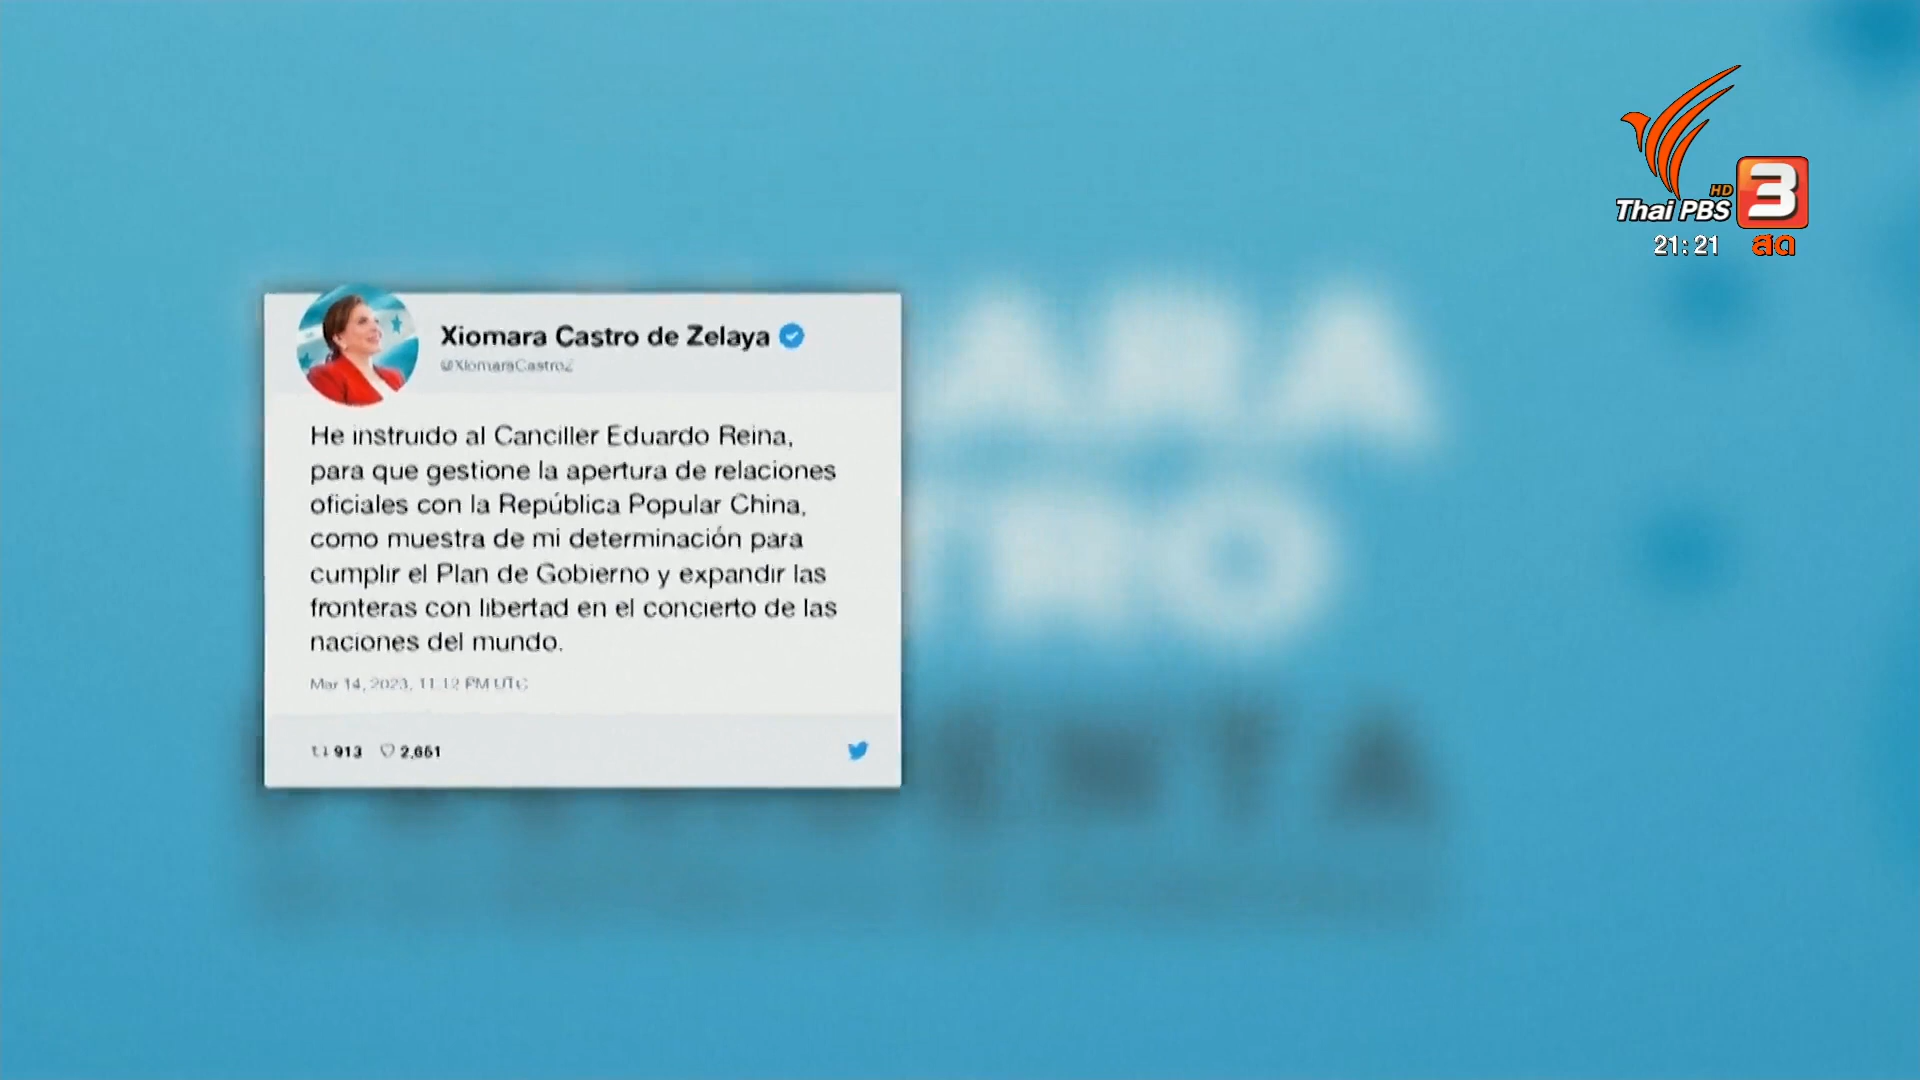 HD
Thai PBS 3
21:21 สด
Xiomara Castro de Zelaya
@XiomaraCastroZ
He instruido al Canciller Eduardo Reina,
para que gestione la apertura de relaciones
oficiales con la República Popular China,
como muestra de mi determinación para
cumplir el Plan de Gobierno y expandir las
fronteras con libertad en el concierto de las
naciones del mundo.
Mar 14, 2023, 11:12 PM UTC
913 2,661